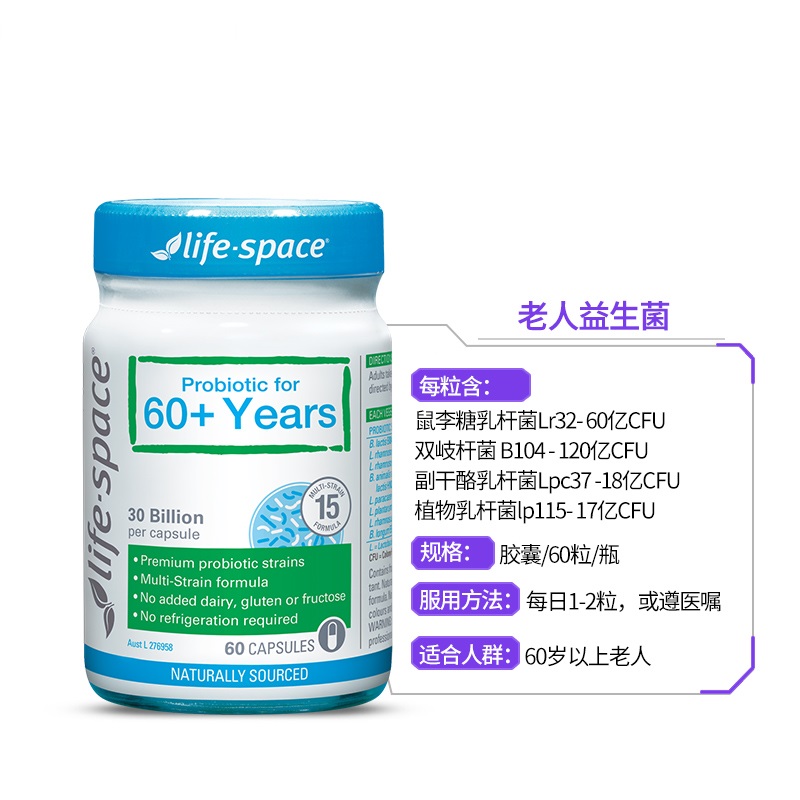 life·space
life·space
Probiotic for
60+ Years
30 Billion
per capsule
MULTI-STRAIN
15
FORMULA
• Premium probiotic strains
• Multi-Strain formula
• No added dairy, gluten or fructose
• No refrigeration required
Aust L 276958
60 CAPSULES
NATURALLY SOURCED
Adults
directed
PROBIOTIC
老人益生菌
每粒含：
鼠李糖乳杆菌Lr32-60亿CFU
双岐杆菌 B104 - 120亿CFU
副干酪乳杆菌Lpc37 -18亿CFU
植物乳杆菌lp115- 17亿CFU
规格： 胶囊/60粒/瓶
服用方法： 每日1-2粒，或遵医嘱
适合人群： 60岁以上老人